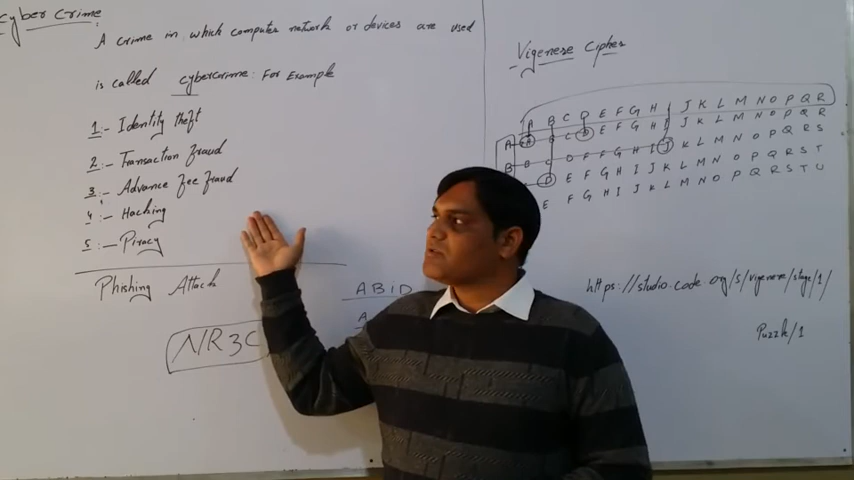 Cyber Crime
A crime in which computer network or devices are used
is called cybercrime: For Example
1:- Identity theft
2:- Transaction fraud
3:- Advance fee fraud
4:- Hacking
5:- Piracy
Phishing Attack
NR3C
ABID
A
Vigenese Cipher
A B C D E F G H I J K L M N O P Q R
A B C D E F G H I J K L M N O P Q R
B B C D E F G H I J K L M N O P Q R S
D E F G H I J K L M N O P Q R S T
E F G H I J K L M N O P Q R S T U
https://studio.code.org/s/vigenere/stage/1/
Puzzle/1